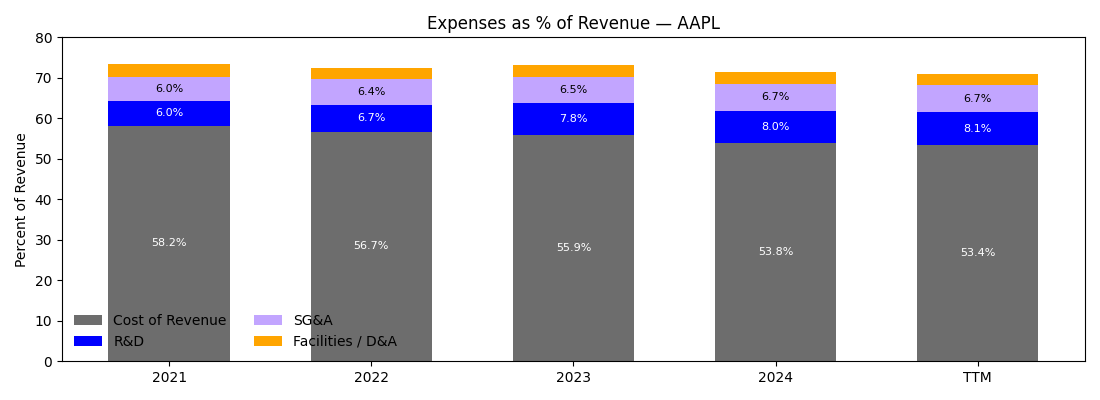 Expenses as % of Revenue — AAPL
Percent of Revenue
80
70
60
50
40
30
20
10
0
6.0% 6.4% 6.5% 6.7% 6.7%
6.0% 6.7% 7.8% 8.0% 8.1%
58.2% 56.7% 55.9% 53.8% 53.4%
Cost of Revenue SG&A
R&D Facilities / D&A
2021 2022 2023 2024 TTM